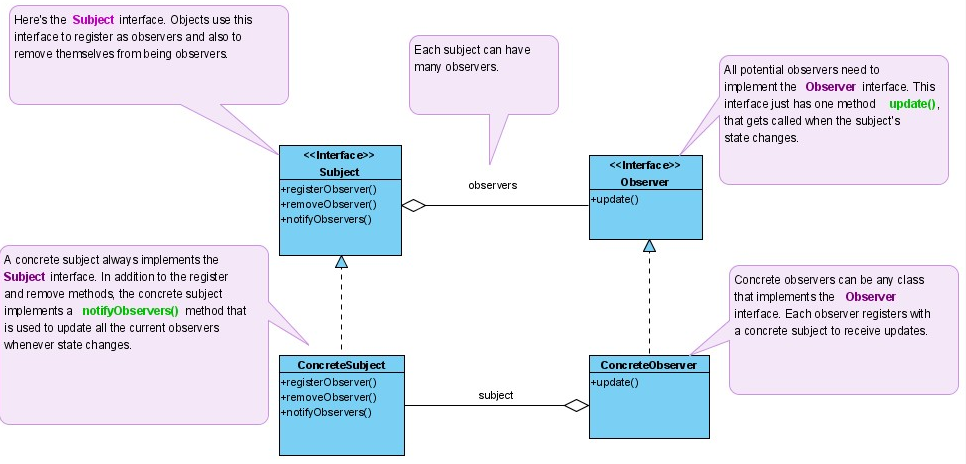 Here's the Subject interface. Objects use this
interface to register as observers and also to
remove themselves from being observers.
Each subject can have
many observers.
All potential observers need to
implement the Observer interface. This
interface just has one method update(),
that gets called when the subject's
state changes.
<<Interface>>
Subject
+registerObserver()
+removeObserver()
+notifyObservers()
observers
<<Interface>>
Observer
+update()
A concrete subject always implements the
Subject interface. In addition to the register
and remove methods, the concrete subject
implements a notifyObservers() method that
is used to update all the current observers
whenever state changes.
Concrete observers can be any class
that implements the Observer
interface. Each observer registers with
a concrete subject to receive updates.
ConcreteSubject
+registerObserver()
+removeObserver()
+notifyObservers()
subject
ConcreteObserver
+update()